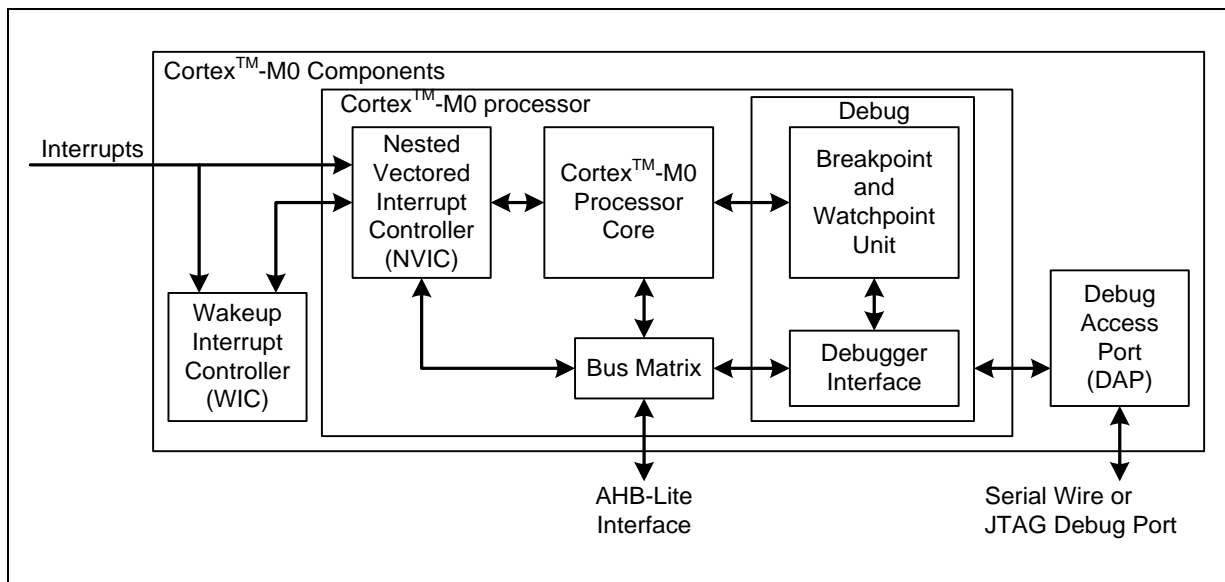 Cortex™-M0 Components
Cortex™-M0 processor
Debug
Interrupts
Nested
Vectored
Interrupt
Controller
(NVIC)
Cortex™-M0
Processor
Core
Breakpoint
and
Watchpoint
Unit
Wakeup
Interrupt
Controller
(WIC)
Bus Matrix
Debugger
Interface
Debug
Access
Port
(DAP)
AHB-Lite
Interface
Serial Wire or
JTAG Debug Port